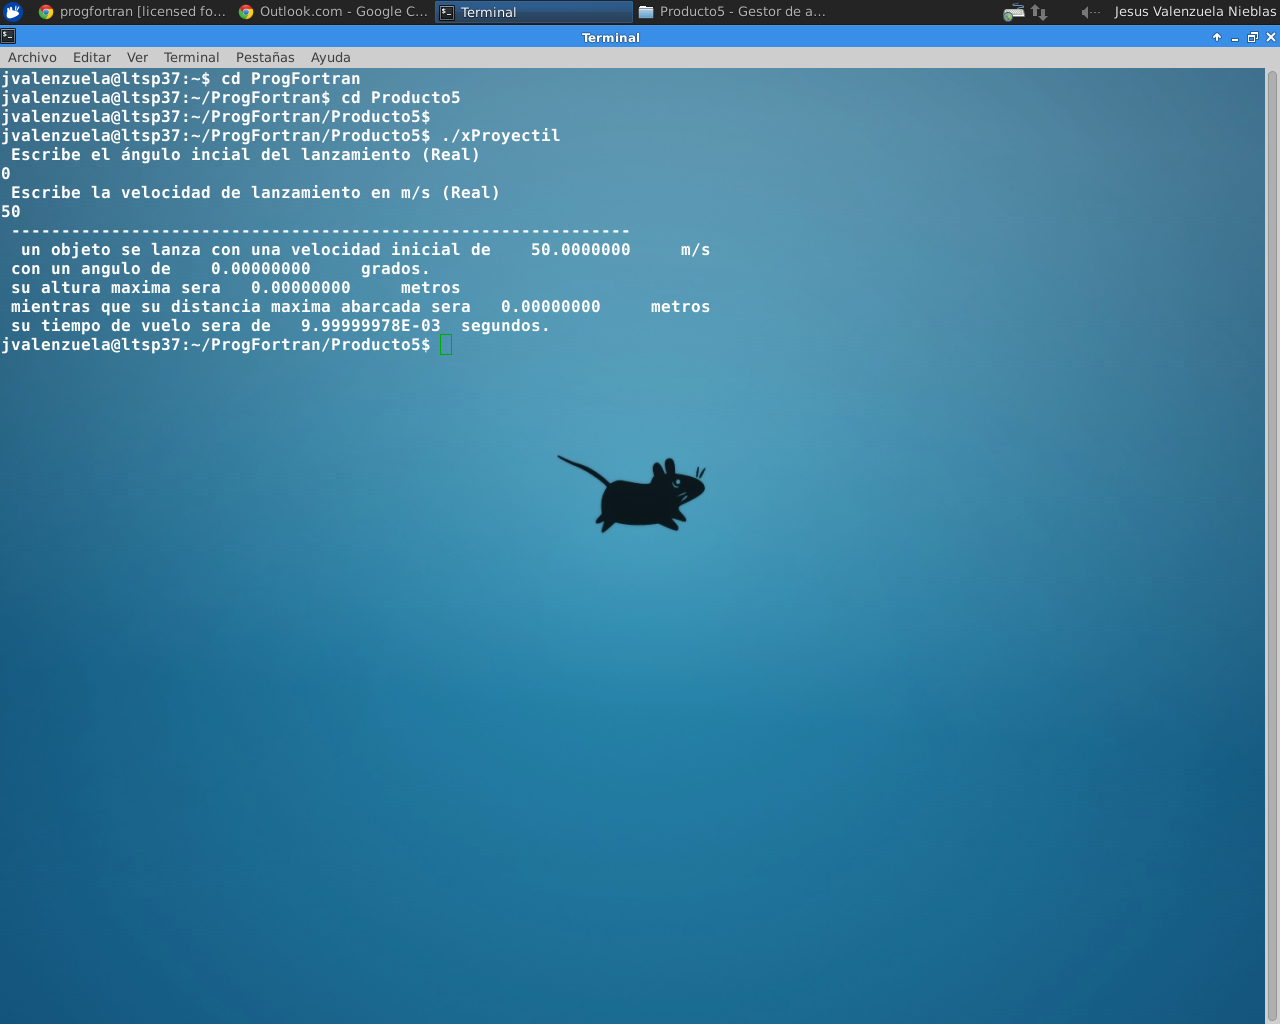 progfortran [licensed fo...
Outlook.com - Google C...
Terminal
Producto5 - Gestor de a...
Jesus Valenzuela Nieblas
Terminal
Archivo Editar Ver Terminal Pestañas Ayuda
jvalenzuela@ltsp37:~$ cd ProgFortran
jvalenzuela@ltsp37:~/ProgFortran$ cd Producto5
jvalenzuela@ltsp37:~/ProgFortran/Producto5$
jvalenzuela@ltsp37:~/ProgFortran/Producto5$ ./xProyectil
Escribe el ángulo incial del lanzamiento (Real)
0
Escribe la velocidad de lanzamiento en m/s (Real)
50
--------------------------------------------------------------
un objeto se lanza con una velocidad inicial de 50.0000000 m/s
con un angulo de 0.00000000 grados.
su altura maxima sera 0.00000000 metros
mientras que su distancia maxima abarcada sera 0.00000000 metros
su tiempo de vuelo sera de 9.99999978E-03 segundos.
jvalenzuela@ltsp37:~/ProgFortran/Producto5$